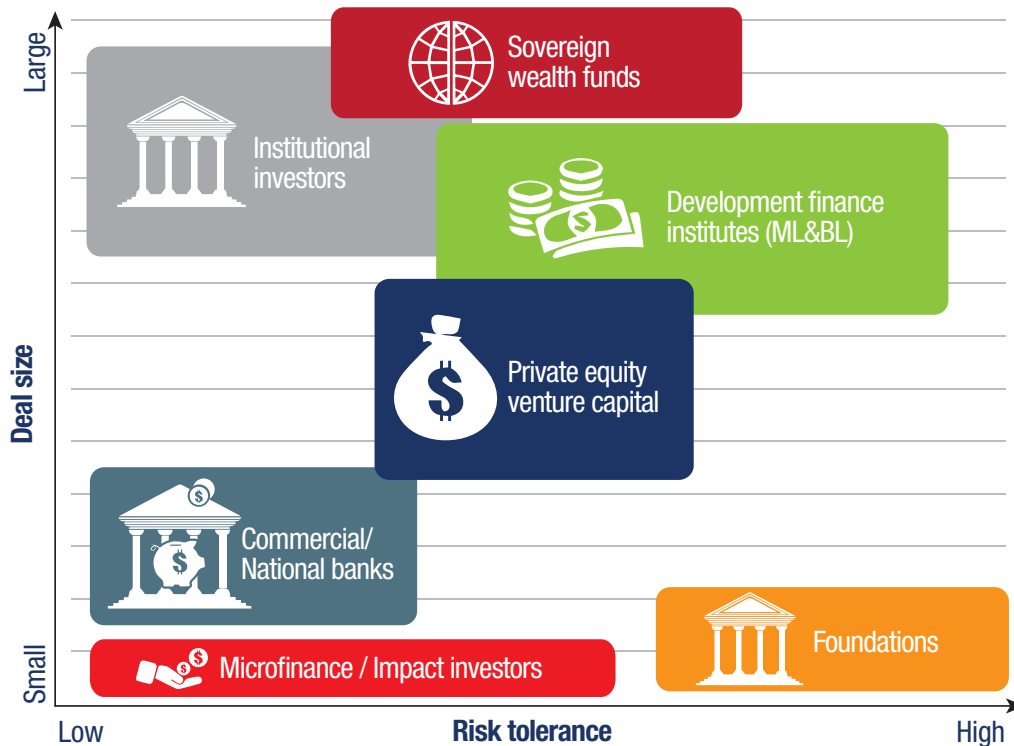 Large
Sovereign
wealth funds
Institutional
investors
Development finance
institutes (ML&BL)
Deal size
$
Private equity
venture capital
$
$
Commercial/
National banks
Foundations
$
$
Microfinance / Impact investors
Small
Low
Risk tolerance
High